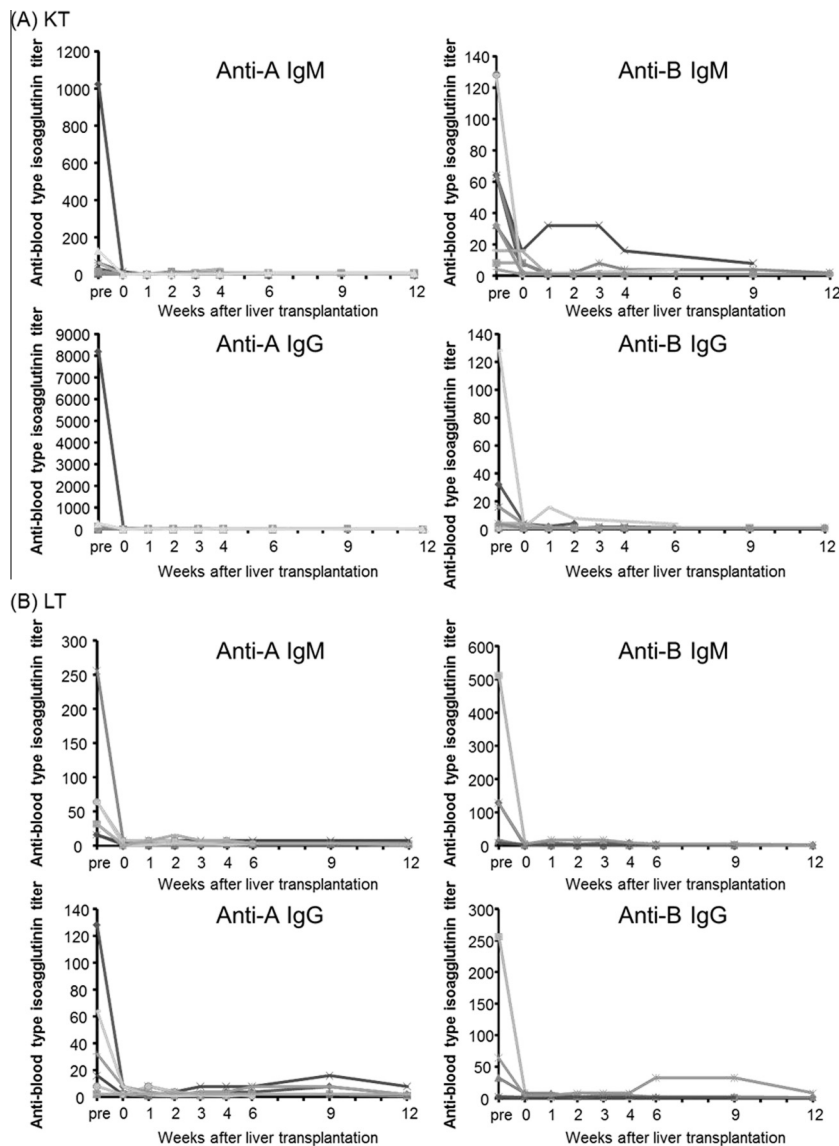 (A) KT
Anti-A IgM
Anti-blood type isoagglutinin titer
1200
1000
800
600
400
200
0
pre 0 1 2 3 4 6 9 12
Weeks after liver transplantation
Anti-B IgM
Anti-blood type isoagglutinin titer
140
120
100
80
60
40
20
0
pre 0 1 2 3 4 6 9 12
Weeks after liver transplantation
Anti-A IgG
Anti-blood type isoagglutinin titer
9000
8000
7000
6000
5000
4000
3000
2000
1000
0
pre 0 1 2 3 4 6 9 12
Weeks after liver transplantation
Anti-B IgG
Anti-blood type isoagglutinin titer
140
120
100
80
60
40
20
0
pre 0 1 2 3 4 6 9 12
Weeks after liver transplantation
(B) LT
Anti-A IgM
Anti-blood type isoagglutinin titer
300
250
200
150
100
50
0
pre 0 1 2 3 4 6 9 12
Weeks after liver transplantation
Anti-B IgM
Anti-blood type isoagglutinin titer
600
500
400
300
200
100
0
pre 0 1 2 3 4 6 9 12
Weeks after liver transplantation
Anti-A IgG
Anti-blood type isoagglutinin titer
140
120
100
80
60
40
20
0
pre 0 1 2 3 4 6 9 12
Weeks after liver transplantation
Anti-B IgG
Anti-blood type isoagglutinin titer
300
250
200
150
100
50
0
pre 0 1 2 3 4 6 9 12
Weeks after liver transplantation